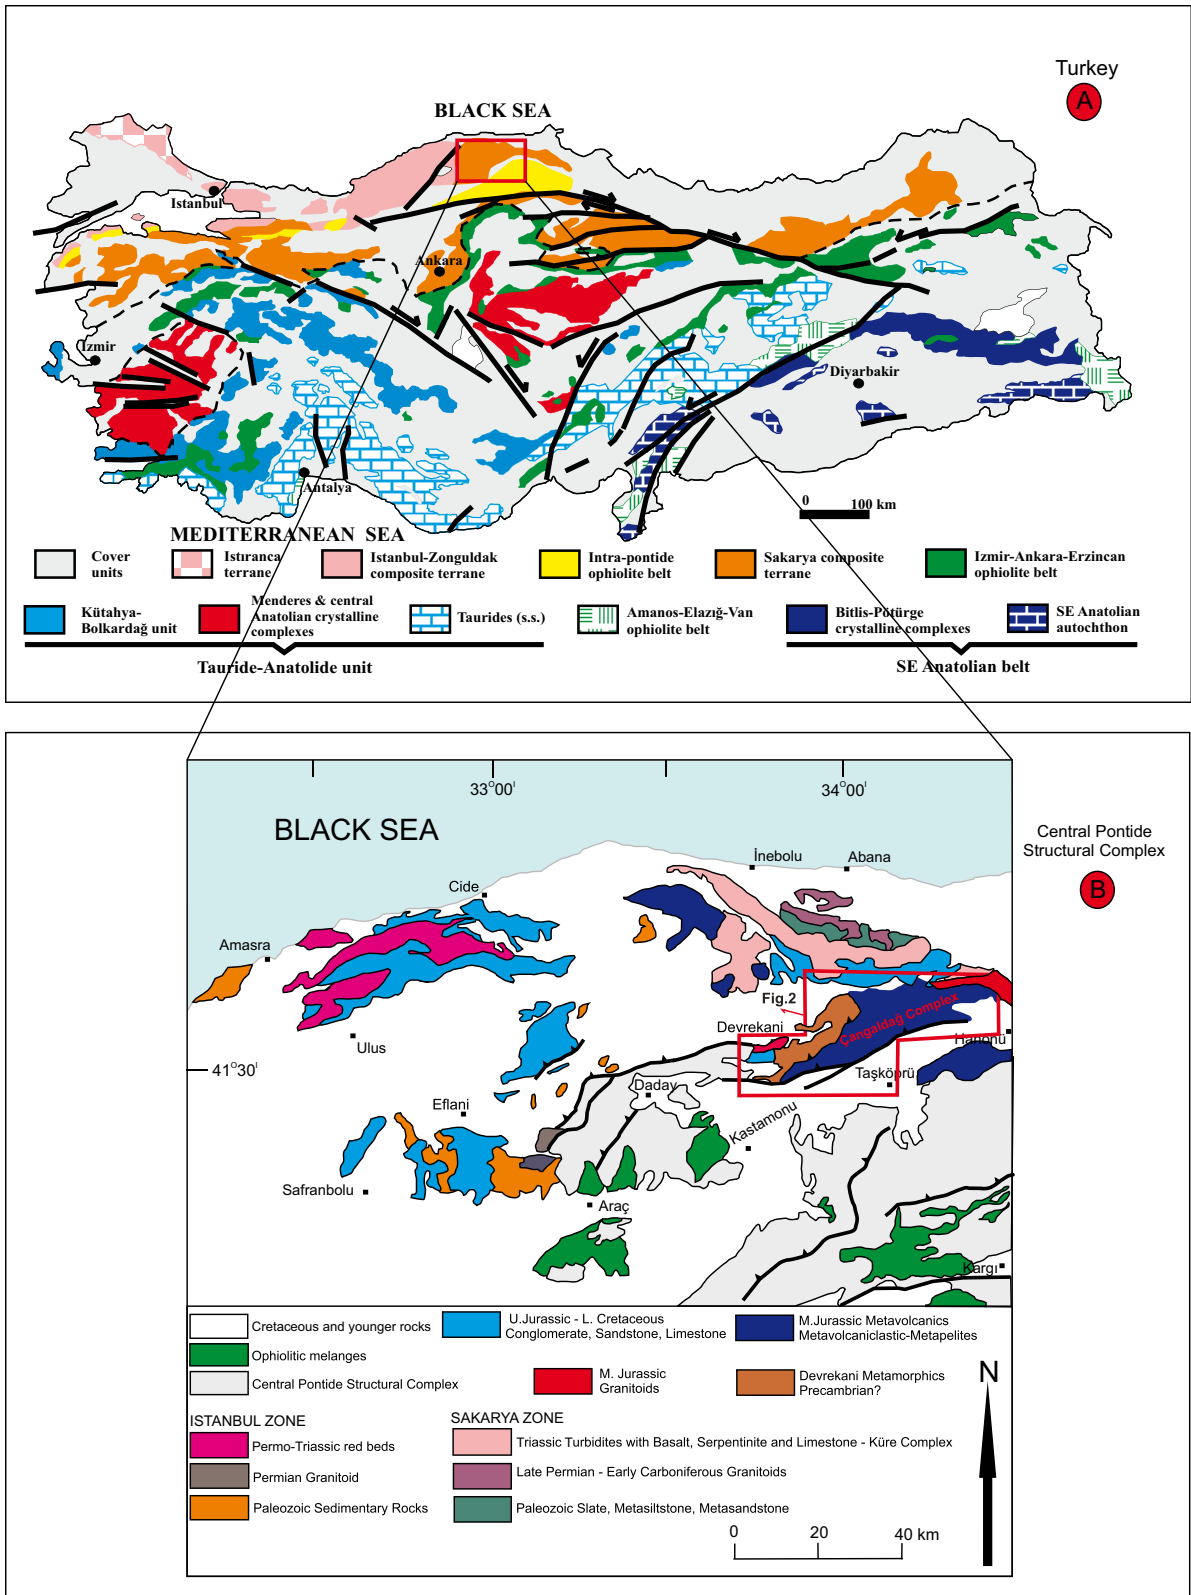 Turkey
A
BLACK SEA
Istanbul
Ankara
Izmir
Diyarbakir
Antalya
0 100 km
MEDITERRANEAN SEA
Cover
units
Istıranca
terrane
Istanbul-Zonguldak
composite terrane
Intra-pontide
ophiolite belt
Sakarya composite
terrane
Izmir-Ankara-Erzincan
ophiolite belt
Kütahya-
Bolkardağ unit
Menderes & central
Anatolian crystalline
complexes
Taurides (s.s.)
Amanos-Elazığ-Van
ophiolite belt
Bitlis-Pötürge
crystalline complexes
SE Anatolian
autochthon
Tauride-Anatolide unit
SE Anatolian belt
33°00ı
34°00ı
BLACK SEA
Central Pontide
Structural Complex
B
İnebolu
Abana
Cide
Amasra
Fig.2
Devrekani
Çangaldağ Complex
Hanönü
Ulus
41°30ı
Taşköprü
Daday
Eflani
Kastamonu
Safranbolu
Araç
Kargı
Cretaceous and younger rocks
U.Jurassic - L. Cretaceous
Conglomerate, Sandstone, Limestone
M.Jurassic Metavolcanics
Metavolcaniclastic-Metapelites
Ophiolitic melanges
Central Pontide Structural Complex
M. Jurassic
Granitoids
Devrekani Metamorphics
Precambrian?
N
ISTANBUL ZONE
SAKARYA ZONE
Permo-Triassic red beds
Triassic Turbidites with Basalt, Serpentinite and Limestone - Küre Complex
Permian Granitoid
Late Permian - Early Carboniferous Granitoids
Paleozoic Sedimentary Rocks
Paleozoic Slate, Metasiltstone, Metasandstone
0 20 40 km